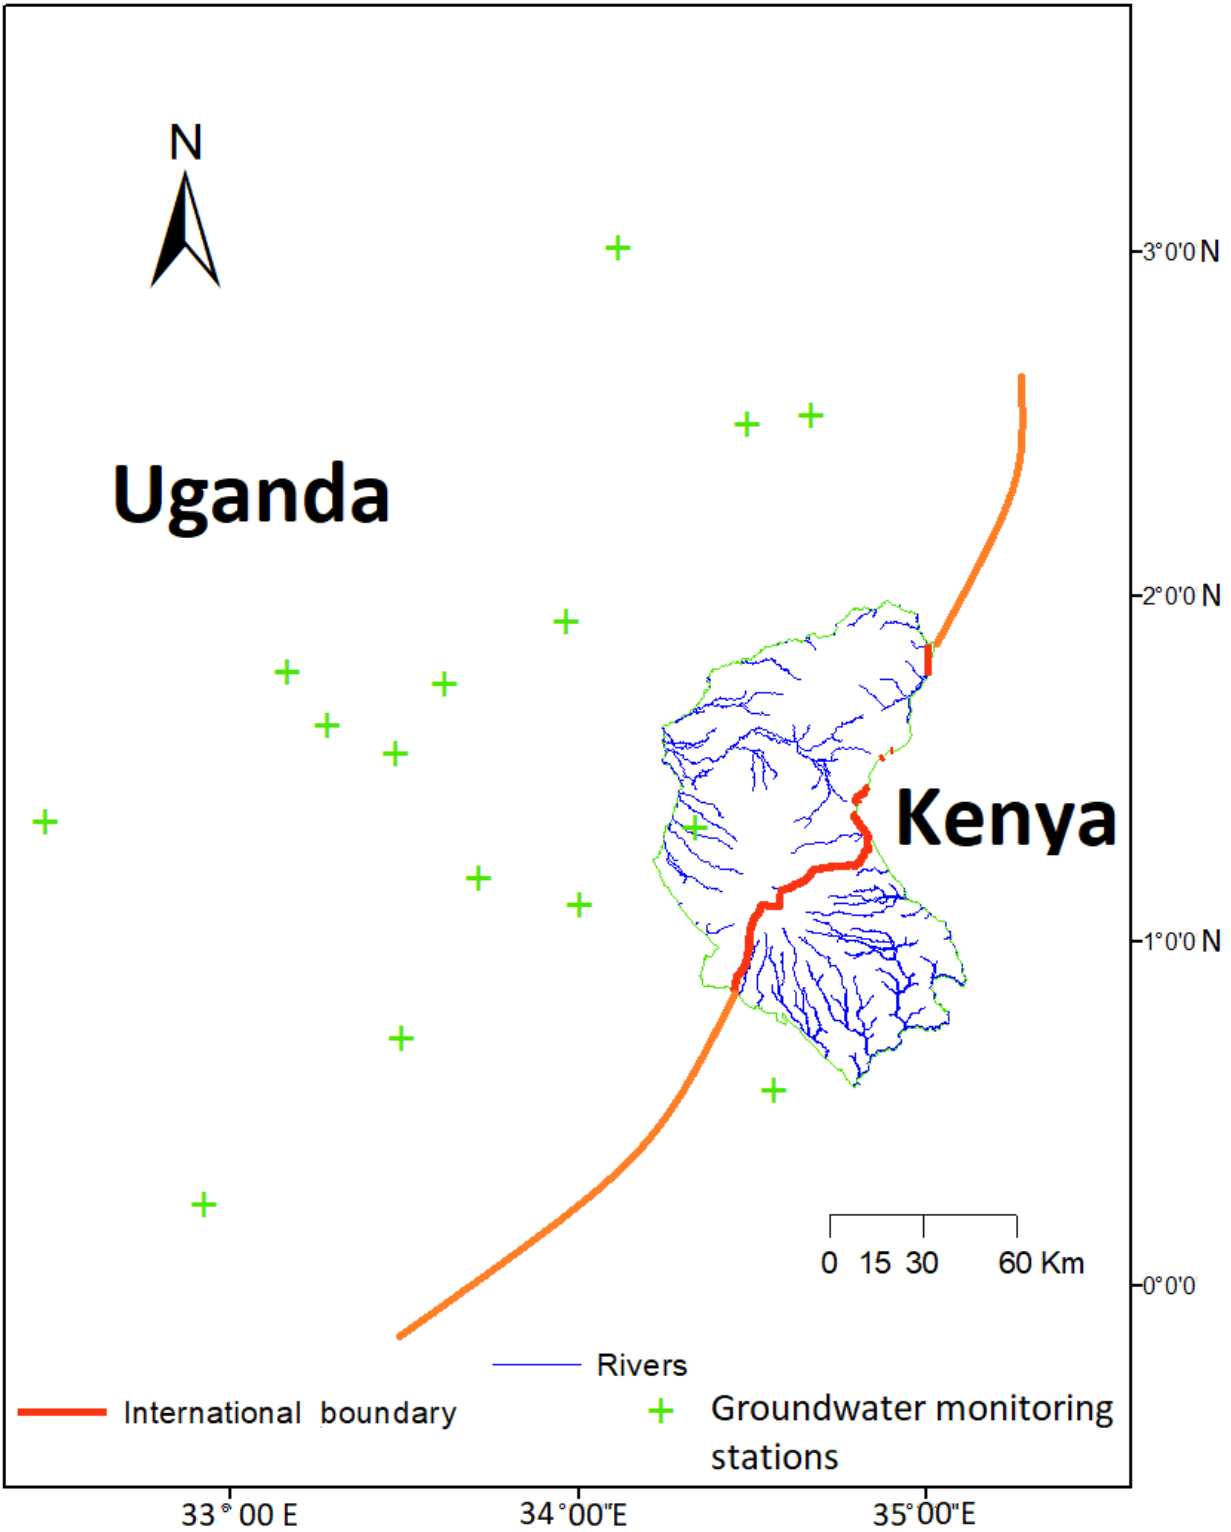 N
3°0'0 N
Uganda
2°0'0 N
Kenya
1°0'0 N
0 15 30 60 Km
0°0'0
Rivers
International boundary
Groundwater monitoring
stations
33°00 E
34°00"E
35°00"E